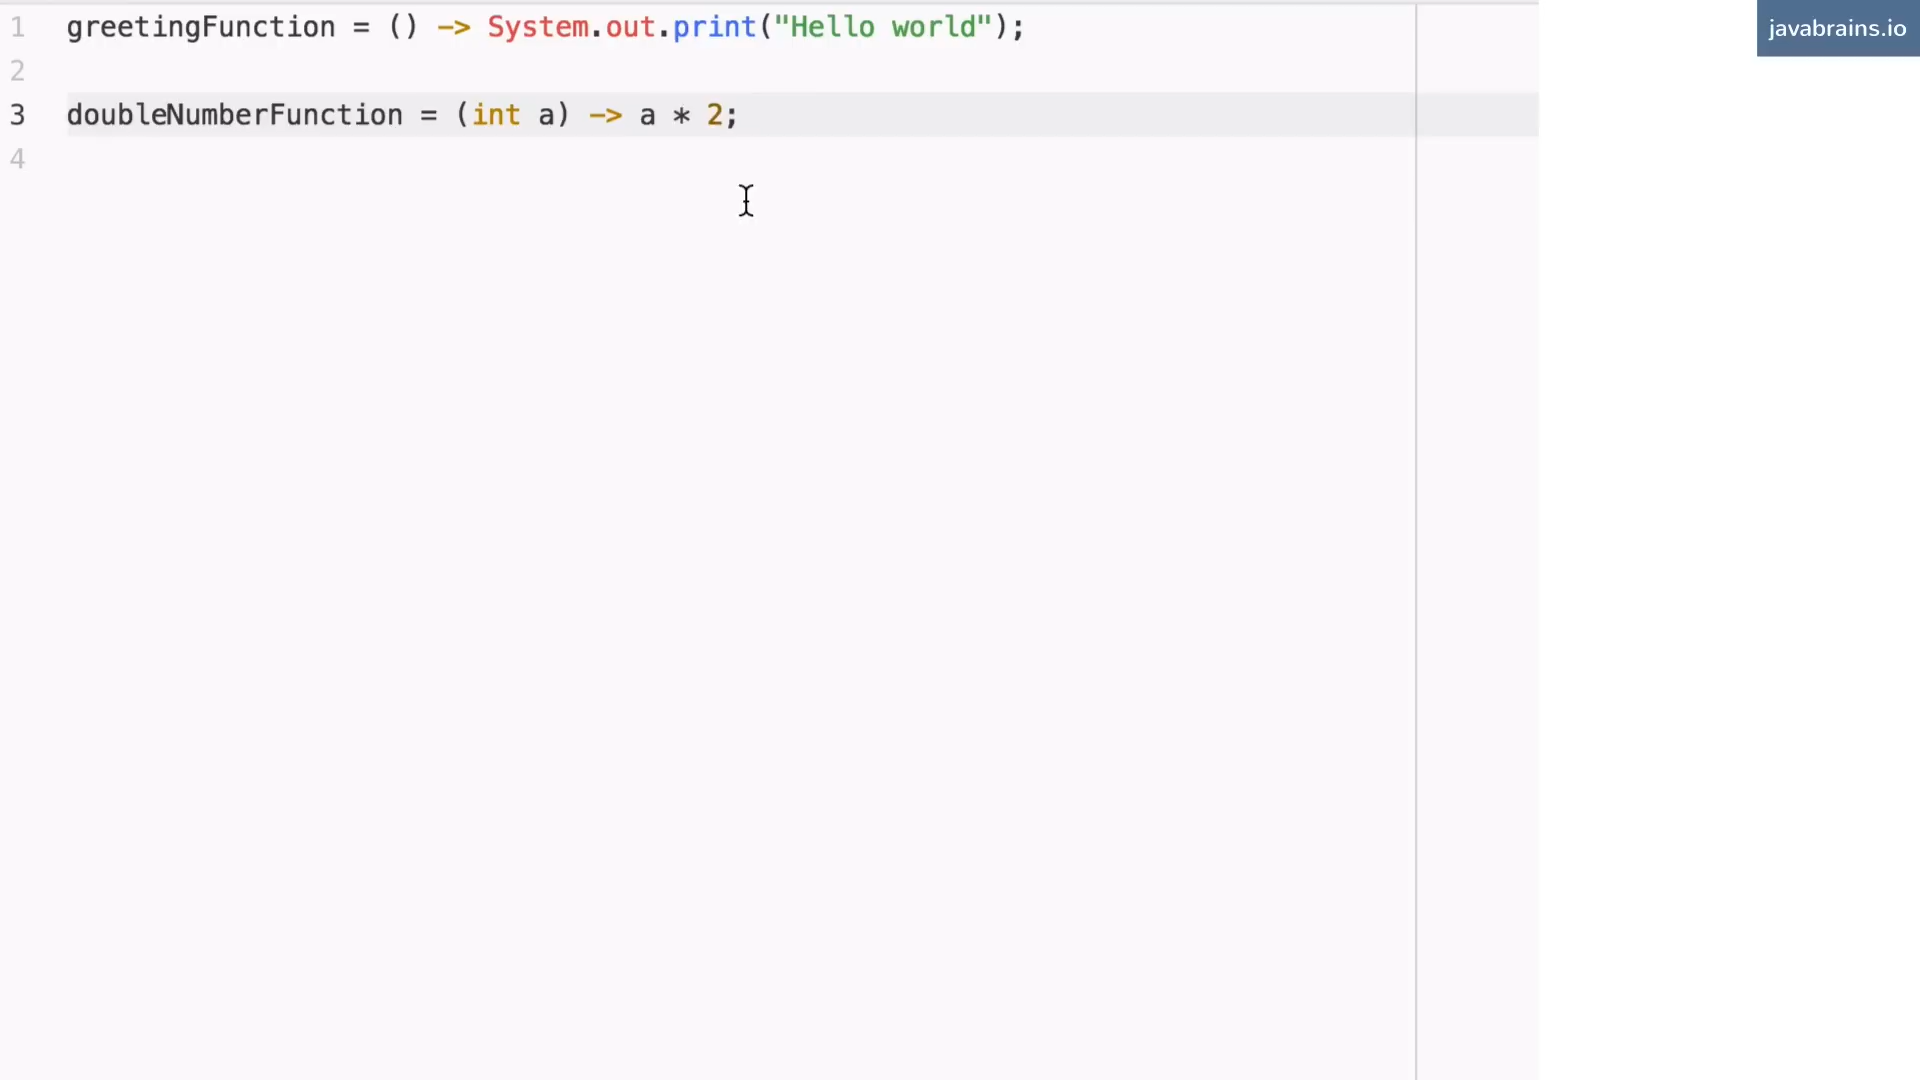 1 greetingFunction = () -> System.out.print("Hello world");
javabrains.io
2
3 doubleNumberFunction = (int a) -> a * 2;
4